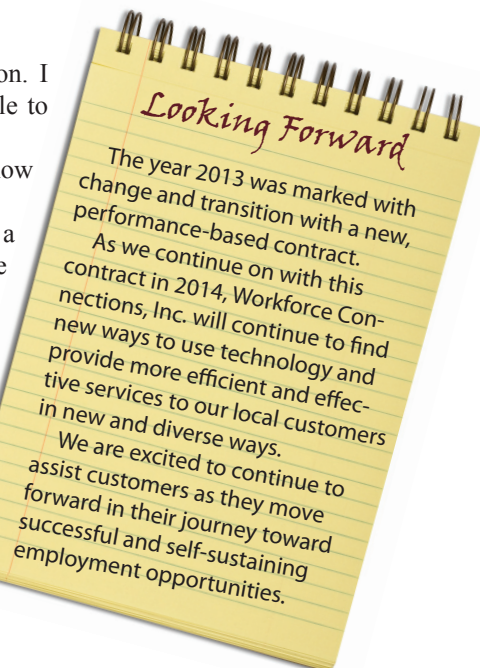 on. I
le to
ow
a
e
Looking Forward
The year 2013 was marked with
change and transition with a new,
performance-based contract.
As we continue on with this
contract in 2014, Workforce Con-
nections, Inc. will continue to find
new ways to use technology and
provide more efficient and effec-
tive services to our local customers
in new and diverse ways.
We are excited to continue to
assist customers as they move
forward in their journey toward
successful and self-sustaining
employment opportunities.